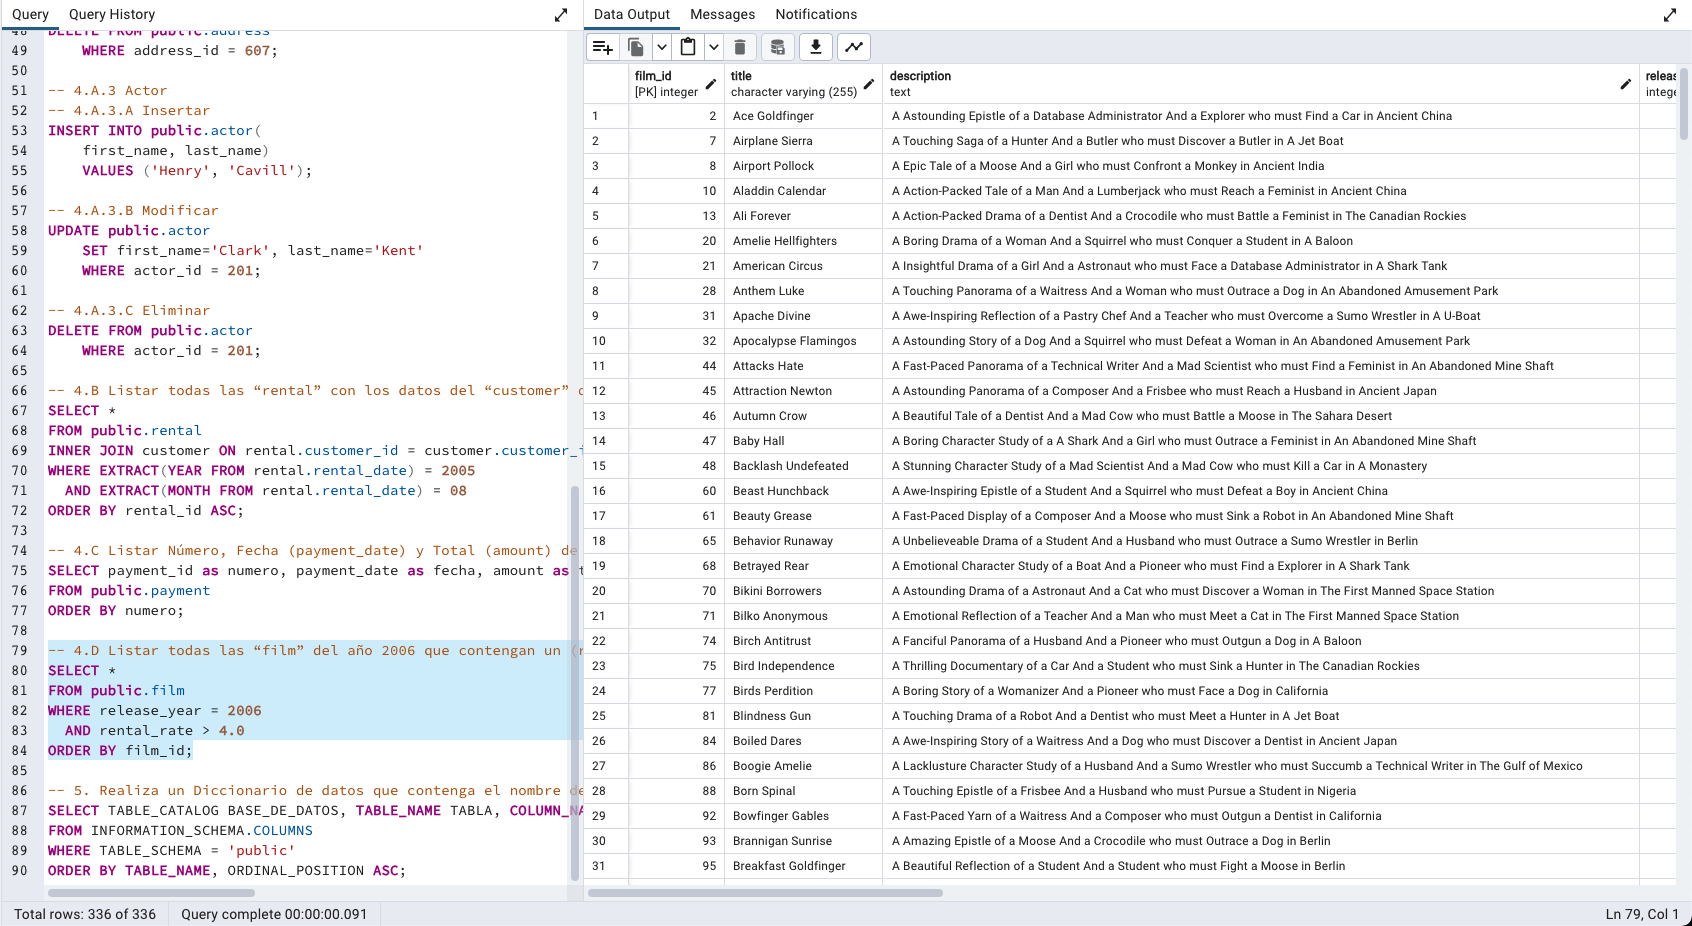 Query Query History
48 DELETE FROM public.address
49 WHERE address_id = 607;
50
51 -- 4.A.3 Actor
52 -- 4.A.3.A Insertar
53 INSERT INTO public.actor(
54 first_name, last_name)
55 VALUES ('Henry', 'Cavill');
56
57 -- 4.A.3.B Modificar
58 UPDATE public.actor
59 SET first_name='Clark', last_name='Kent'
60 WHERE actor_id = 201;
61
62 -- 4.A.3.C Eliminar
63 DELETE FROM public.actor
64 WHERE actor_id = 201;
65
66 -- 4.B Listar todas las “rental” con los datos del “customer”
67 SELECT *
68 FROM public.rental
69 INNER JOIN customer ON rental.customer_id = customer.customer_i
70 WHERE EXTRACT(YEAR FROM rental.rental_date) = 2005
71 AND EXTRACT(MONTH FROM rental.rental_date) = 08
72 ORDER BY rental_id ASC;
73
74 -- 4.C Listar Número, Fecha (payment_date) y Total (amount) de
75 SELECT payment_id as numero, payment_date as fecha, amount as t
76 FROM public.payment
77 ORDER BY numero;
78
79 -- 4.D Listar todas las “film” del año 2006 que contengan un (r
80 SELECT *
81 FROM public.film
82 WHERE release_year = 2006
83 AND rental_rate > 4.0
84 ORDER BY film_id;
85
86 -- 5. Realiza un Diccionario de datos que contenga el nombre de
87 SELECT TABLE_CATALOG BASE_DE_DATOS, TABLE_NAME TABLA, COLUMN_NA
88 FROM INFORMATION_SCHEMA.COLUMNS
89 WHERE TABLE_SCHEMA = 'public'
90 ORDER BY TABLE_NAME, ORDINAL_POSITION ASC;
Data Output Messages Notifications
film_id title description releas
[PK] integer character varying (255) text intege
1 2 Ace Goldfinger A Astounding Epistle of a Database Administrator And a Explorer who must Find a Car in Ancient China
2 7 Airplane Sierra A Touching Saga of a Hunter And a Butler who must Discover a Butler in A Jet Boat
3 8 Airport Pollock A Epic Tale of a Moose And a Girl who must Confront a Monkey in Ancient India
4 10 Aladdin Calendar A Action-Packed Tale of a Man And a Lumberjack who must Reach a Feminist in Ancient China
5 13 Ali Forever A Action-Packed Drama of a Dentist And a Crocodile who must Battle a Feminist in The Canadian Rockies
6 20 Amelie Hellfighters A Boring Drama of a Woman And a Squirrel who must Conquer a Student in A Baloon
7 21 American Circus A Insightful Drama of a Girl And a Astronaut who must Face a Database Administrator in A Shark Tank
8 28 Anthem Luke A Touching Panorama of a Waitress And a Woman who must Outrace a Dog in An Abandoned Amusement Park
9 31 Apache Divine A Awe-Inspiring Reflection of a Pastry Chef And a Teacher who must Overcome a Sumo Wrestler in A U-Boat
10 32 Apocalypse Flamingos A Astounding Story of a Dog And a Squirrel who must Defeat a Woman in An Abandoned Amusement Park
11 44 Attacks Hate A Fast-Paced Panorama of a Technical Writer And a Mad Scientist who must Find a Feminist in An Abandoned Mine Shaft
12 45 Attraction Newton A Astounding Panorama of a Composer And a Frisbee who must Reach a Husband in Ancient Japan
13 46 Autumn Crow A Beautiful Tale of a Dentist And a Mad Cow who must Battle a Moose in The Sahara Desert
14 47 Baby Hall A Boring Character Study of a A Shark And a Girl who must Outrace a Feminist in An Abandoned Mine Shaft
15 48 Backlash Undefeated A Stunning Character Study of a Mad Scientist And a Mad Cow who must Kill a Car in A Monastery
16 60 Beast Hunchback A Awe-Inspiring Epistle of a Student And a Squirrel who must Defeat a Boy in Ancient China
17 61 Beauty Grease A Fast-Paced Display of a Composer And a Moose who must Sink a Robot in An Abandoned Mine Shaft
18 65 Behavior Runaway A Unbelieveable Drama of a Student And a Husband who must Outrace a Sumo Wrestler in Berlin
19 68 Betrayed Rear A Emotional Character Study of a Boat And a Pioneer who must Find a Explorer in A Shark Tank
20 70 Bikini Borrowers A Astounding Drama of a Astronaut And a Cat who must Discover a Woman in The First Manned Space Station
21 71 Bilko Anonymous A Emotional Reflection of a Teacher And a Man who must Meet a Cat in The First Manned Space Station
22 74 Birch Antitrust A Fanciful Panorama of a Husband And a Pioneer who must Outgun a Dog in A Baloon
23 75 Bird Independence A Thrilling Documentary of a Car And a Student who must Sink a Hunter in The Canadian Rockies
24 77 Birds Perdition A Boring Story of a Womanizer And a Pioneer who must Face a Dog in California
25 81 Blindness Gun A Touching Drama of a Robot And a Dentist who must Meet a Hunter in A Jet Boat
26 84 Boiled Dares A Awe-Inspiring Story of a Waitress And a Dog who must Discover a Dentist in Ancient Japan
27 86 Boogie Amelie A Lacklusture Character Study of a Husband And a Sumo Wrestler who must Succumb a Technical Writer in The Gulf of Mexico
28 88 Born Spinal A Touching Epistle of a Frisbee And a Husband who must Pursue a Student in Nigeria
29 92 Bowfinger Gables A Fast-Paced Yarn of a Waitress And a Composer who must Outgun a Dentist in California
30 93 Brannigan Sunrise A Amazing Epistle of a Moose And a Crocodile who must Outrace a Dog in Berlin
31 95 Breakfast Goldfinger A Beautiful Reflection of a Student And a Student who must Fight a Moose in Berlin
Total rows: 336 of 336 Query complete 00:00:00.091 Ln 79, Col 1